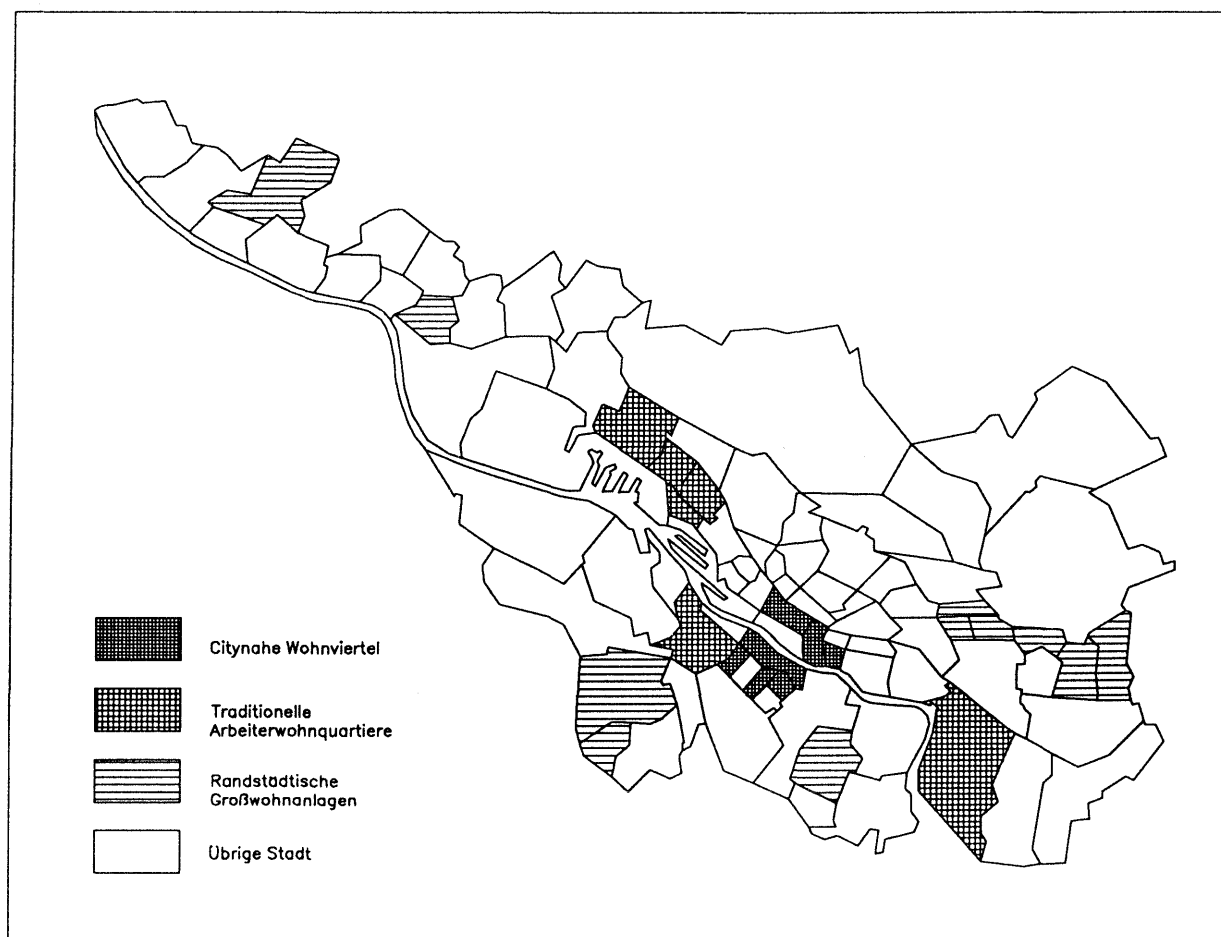 Citynahe Wohnviertel
Traditionelle
Arbeiterwohnquartiere
Randstädtische
Großwohnanlagen
Übrige Stadt